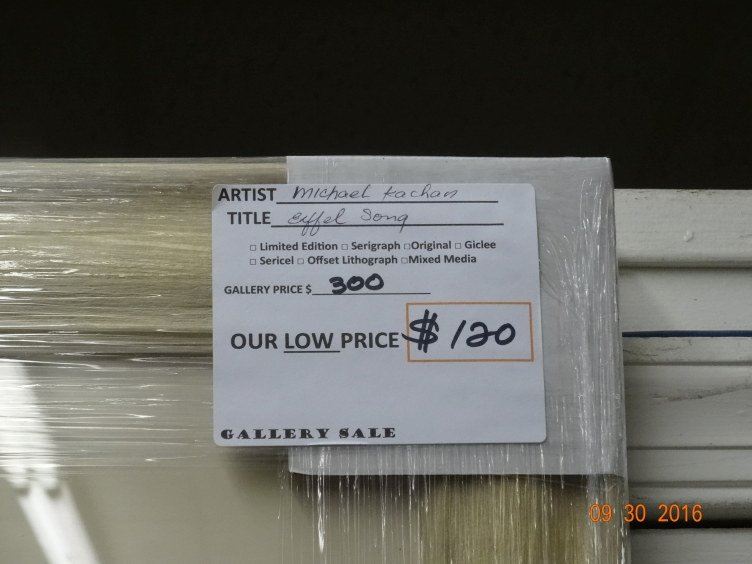 ARTIST Michael Kachan
TITLE Eiffel Song
□ Limited Edition □ Serigraph □Original □ Giclee
□ Sericel □ Offset Lithograph □Mixed Media
GALLERY PRICE $ 300
OUR LOW PRICE $120
GALLERY SALE
09 30 2016